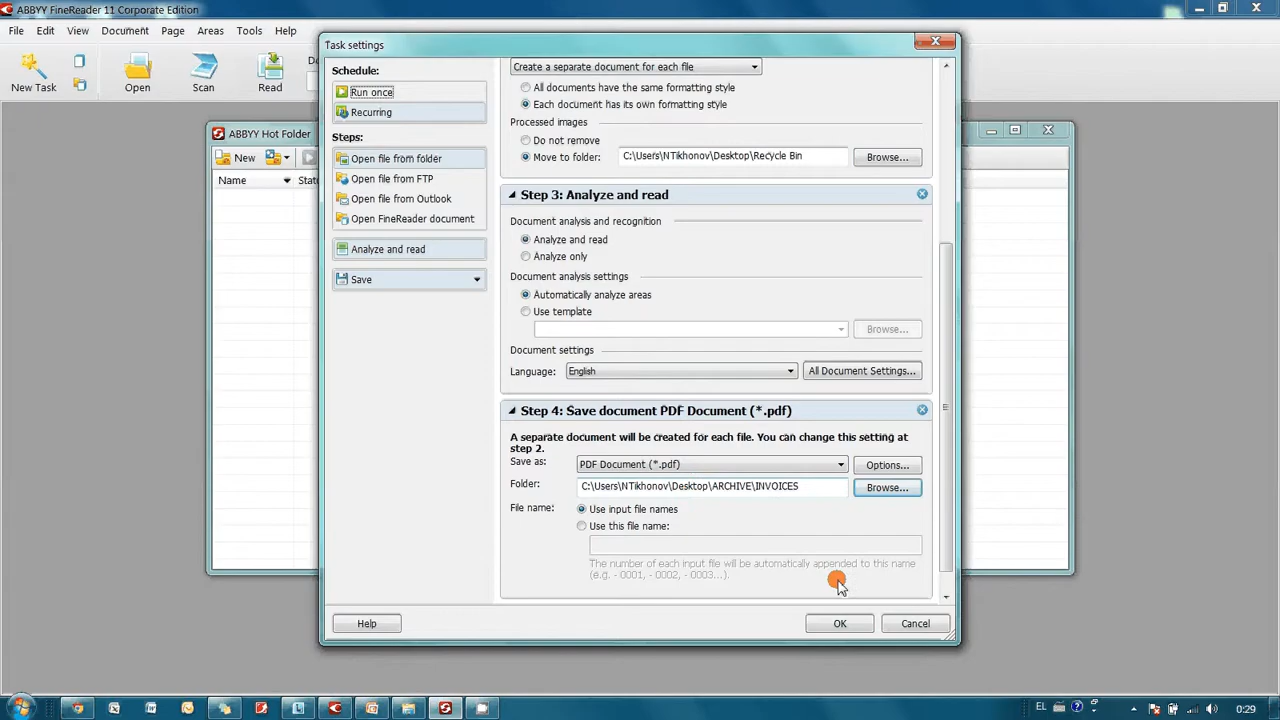 ABBYY FineReader 11 Corporate Edition
File Edit View Document Page Areas Tools Help
New Task Open Scan Read
Task settings
Schedule:
Run once
Recurring
Steps:
Open file from folder
Open file from FTP
Open file from Outlook
Open FineReader document
Analyze and read
Save
ABBYY Hot Folder
New
Name
Create a separate document for each file
All documents have the same formatting style
Each document has its own formatting style
Processed images
Do not remove
Move to folder: C:\Users\NTikhonov\Desktop\Recycle Bin Browse...
Step 3: Analyze and read
Document analysis and recognition
Analyze and read
Analyze only
Document analysis settings
Automatically analyze areas
Use template
Browse...
Document settings
Language: English All Document Settings...
Step 4: Save document PDF Document (*.pdf)
A separate document will be created for each file. You can change this setting at
step 2.
Save as: PDF Document (*.pdf) Options...
Folder: C:\Users\NTikhonov\Desktop\ARCHIVE\INVOICES Browse...
File name: Use input file names
Use this file name:
The number of each input file will be automatically appended to this name
(e.g. - 0001, - 0002, - 0003...).
Help OK Cancel
EL 0:29